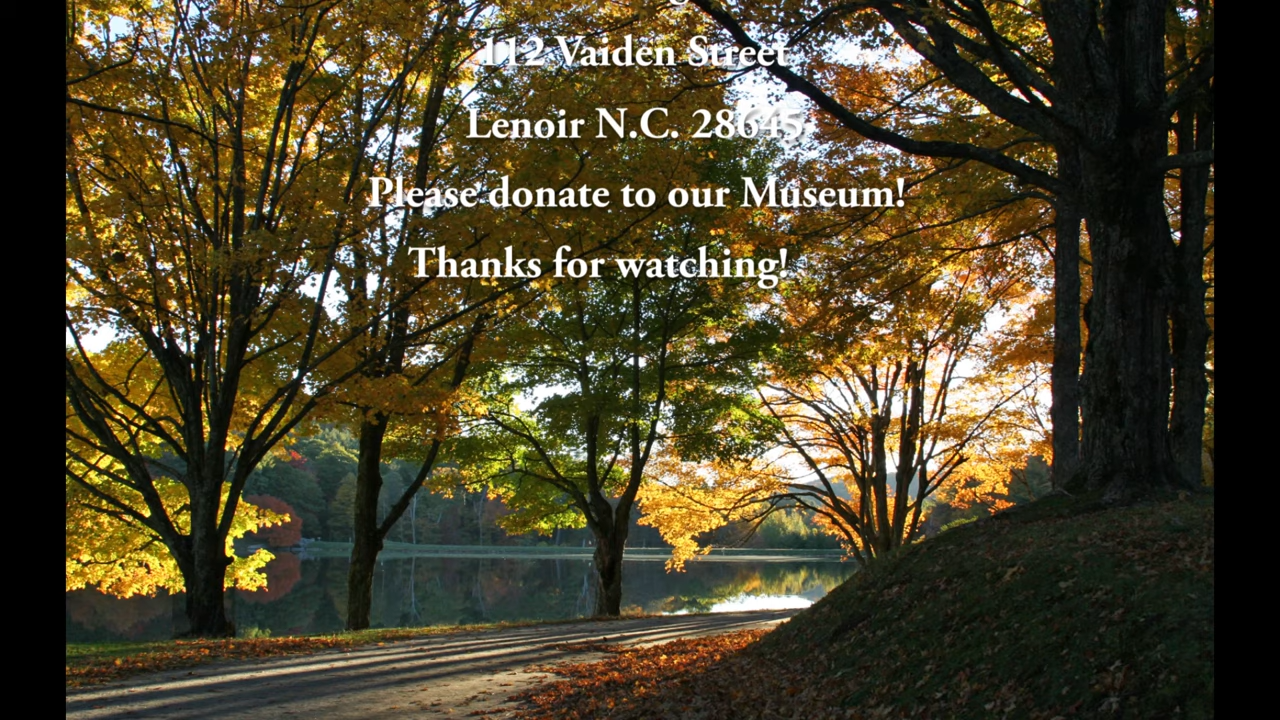 112 Vaiden Street
Lenoir N.C. 28645
Please donate to our Museum!
Thanks for watching!